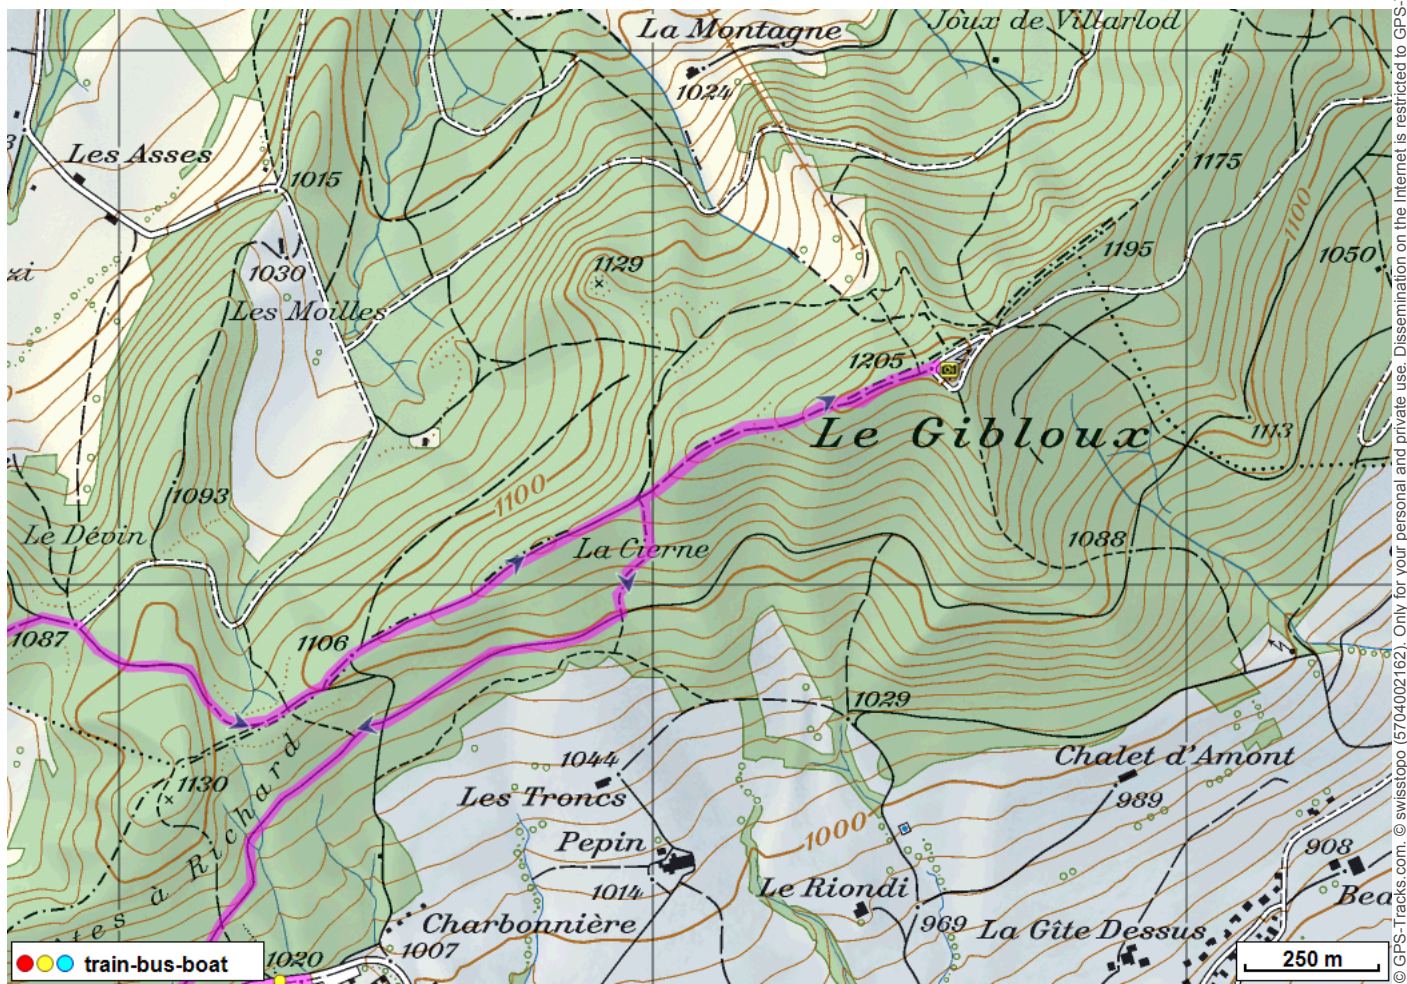 La Montagne
Joux de Villarlod
1024
Les Asses
1015
1175
1100
1030
1129
1195
1050
zi
Les Moilles
1205
Le Gibloux
1113
1093
1100
Le Dévin
La Cierne
1088
1087
1106
1029
1044
Chalet d'Amont
1130
Les Troncs
989
Pepin
1000
908
1014
Le Riondi
Bea
Charbonnière
969
La Gîte Dessus
tes à Richard
1007
1020
train-bus-boat
250 m
© GPS-Tracks.com. © swisstopo (5704002162). Only for your personal and private use. Dissemination on the Internet is restricted to GPS-